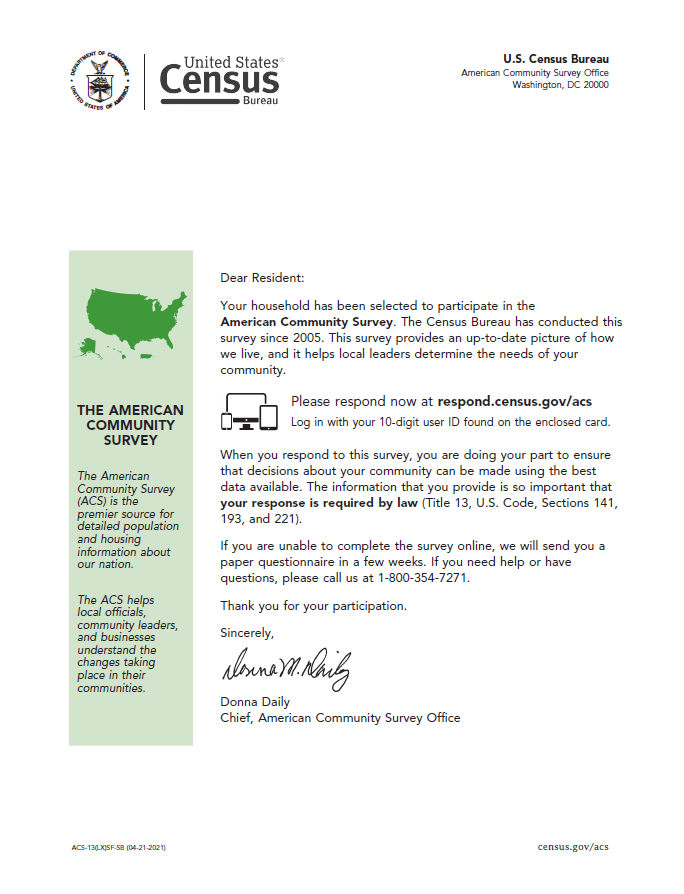 DEPARTMENT OF COMMERCE
UNITED STATES OF AMERICA
United States®
Census
Bureau
U.S. Census Bureau
American Community Survey Office
Washington, DC 20000
THE AMERICAN
COMMUNITY
SURVEY
The American
Community Survey
(ACS) is the
premier source for
detailed population
and housing
information about
our nation.
The ACS helps
local officials,
community leaders,
and businesses
understand the
changes taking
place in their
communities.
Dear Resident:
Your household has been selected to participate in the
American Community Survey. The Census Bureau has conducted this
survey since 2005. This survey provides an up-to-date picture of how
we live, and it helps local leaders determine the needs of your
community.
Please respond now at respond.census.gov/acs
Log in with your 10-digit user ID found on the enclosed card.
When you respond to this survey, you are doing your part to ensure
that decisions about your community can be made using the best
data available. The information that you provide is so important that
your response is required by law (Title 13, U.S. Code, Sections 141,
193, and 221).
If you are unable to complete the survey online, we will send you a
paper questionnaire in a few weeks. If you need help or have
questions, please call us at 1-800-354-7271.
Thank you for your participation.
Sincerely,
Donna M. Daily
Donna Daily
Chief, American Community Survey Office
ACS-13(LX)SF-SB (04-21-2021)
census.gov/acs